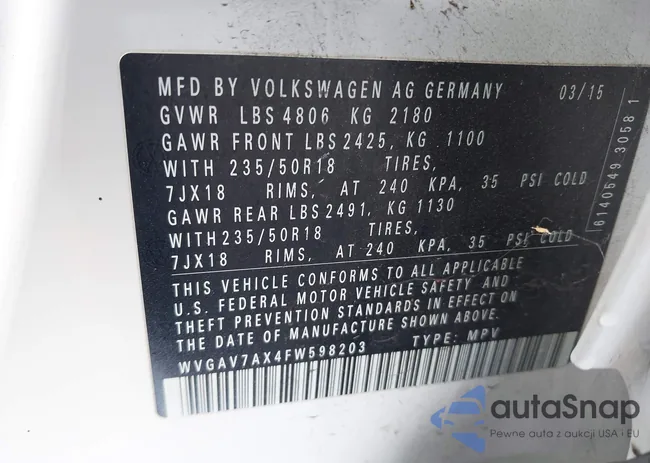 MFD BY VOLKSWAGEN AG GERMANY 03/15
GVWR LBS 4806 KG 2180
GAWR FRONT LBS 2425, KG 1100
WITH 235/50R18 TIRES,
7JX18 RIMS, AT 240 KPA, 35 PSI COLD
GAWR REAR LBS 2491, KG 1130
WITH235/50R18 TIRES,
7JX18 RIMS, AT 240 KPA, 35 PSI COLD
THIS VEHICLE CONFORMS TO ALL APPLICABLE
U.S. FEDERAL MOTOR VEHICLE SAFETY AND
THEFT PREVENTION STANDARDS IN EFFECT ON
THE DATE OF MANUFACTURE SHOWN ABOVE.
WVGAV7AX4FW598203 TYPE: MPV
6140549 3058 1
autaSnap
Pewne auta z aukcji USA i EU